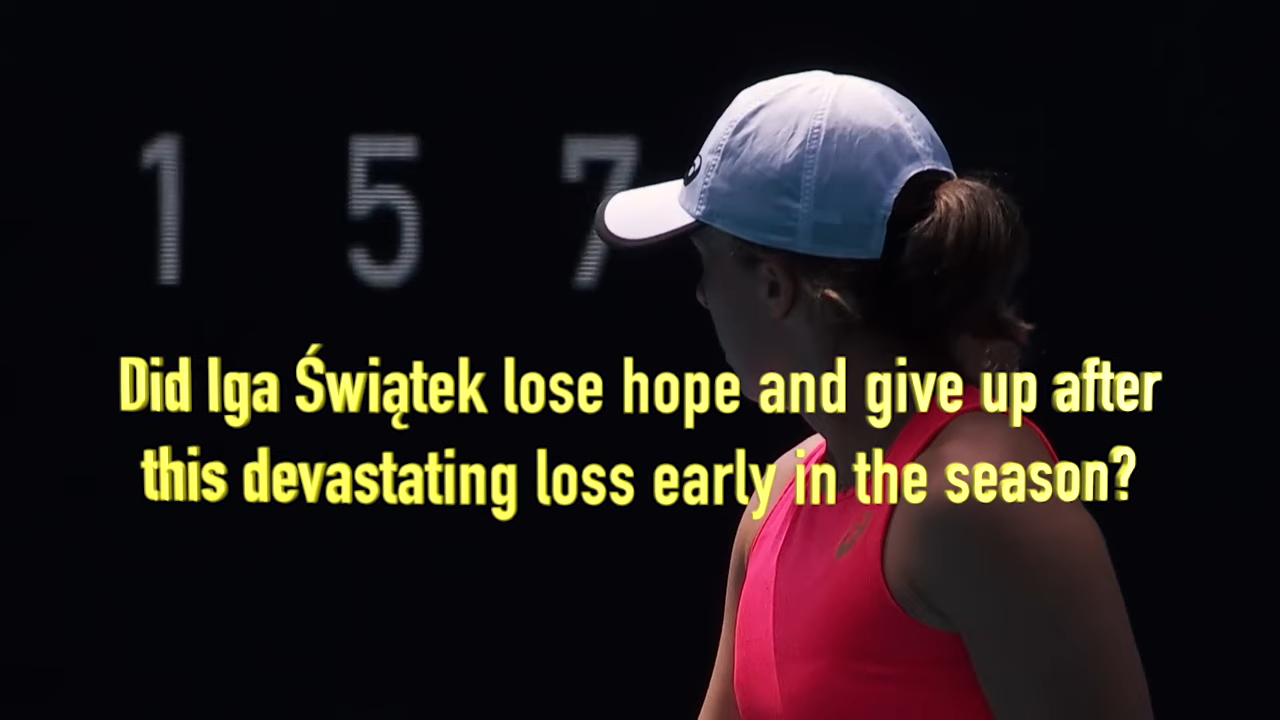 1 5 7
Did Iga Świątek lose hope and give up after
this devastating loss early in the season?